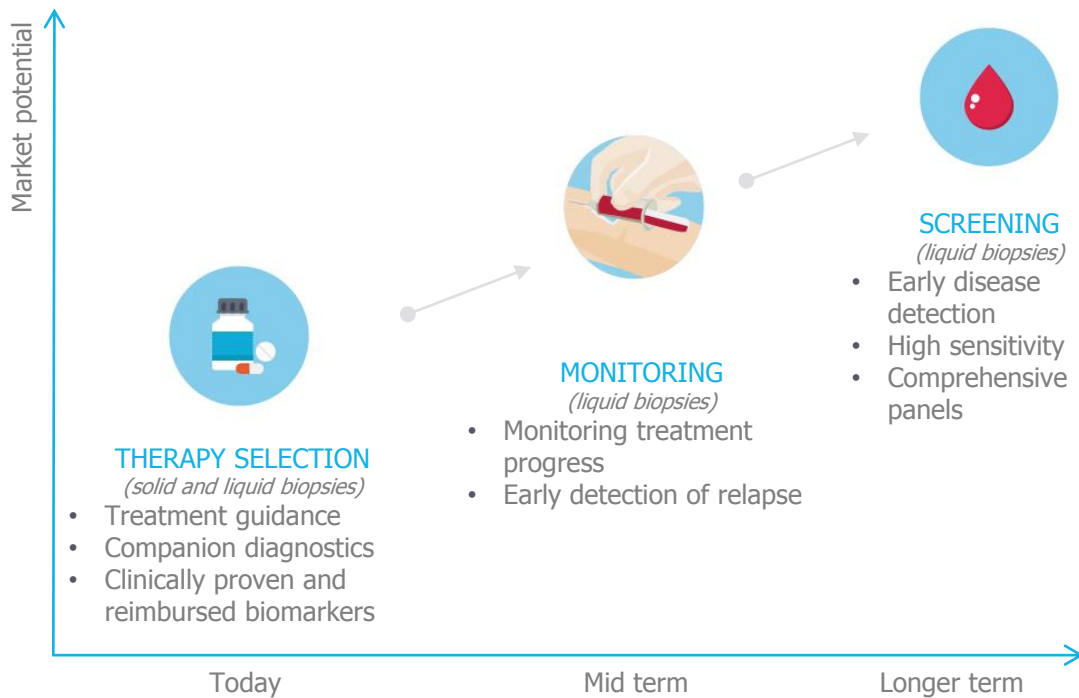 Market potential
THERAPY SELECTION
(solid and liquid biopsies)
• Treatment guidance
• Companion diagnostics
• Clinically proven and
reimbursed biomarkers
MONITORING
(liquid biopsies)
• Monitoring treatment
progress
• Early detection of relapse
SCREENING
(liquid biopsies)
• Early disease
detection
• High sensitivity
• Comprehensive
panels
Today
Mid term
Longer term